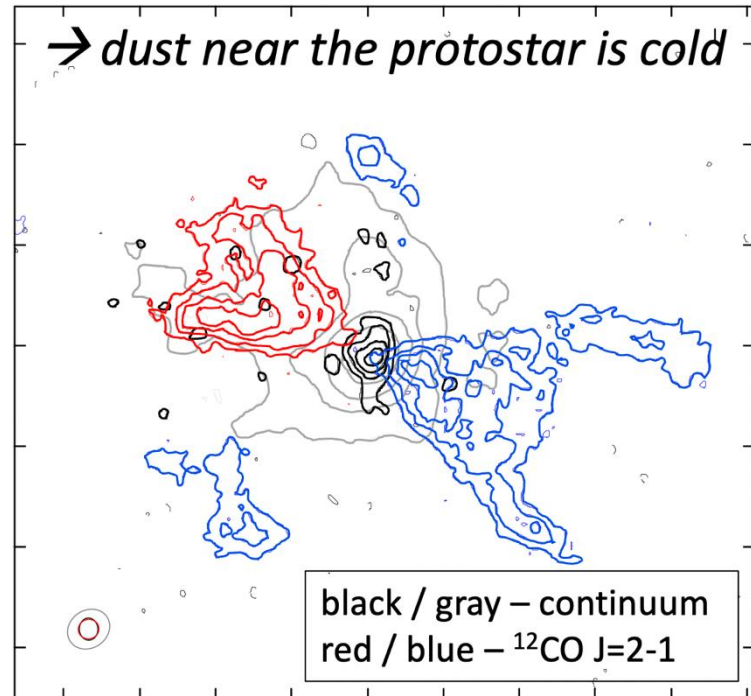 → dust near the protostar is cold
black / gray – continuum
red / blue – ¹²CO J=2-1